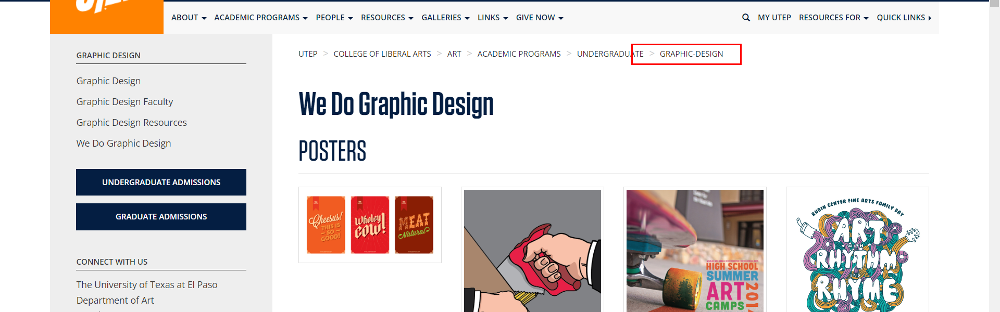 ABOUT ACADEMIC PROGRAMS PEOPLE RESOURCES GALLERIES LINKS GIVE NOW MY UTEP RESOURCES FOR QUICK LINKS
GRAPHIC DESIGN
Graphic Design
Graphic Design Faculty
Graphic Design Resources
We Do Graphic Design
UNDERGRADUATE ADMISSIONS
GRADUATE ADMISSIONS
CONNECT WITH US
The University of Texas at El Paso
Department of Art
UTEP > COLLEGE OF LIBERAL ARTS > ART > ACADEMIC PROGRAMS > UNDERGRADUATE > GRAPHIC-DESIGN
We Do Graphic Design
POSTERS
Cheesus!
THIS IS
SO
GOOD!
Wholey
cow!
MEAT
Natural
HIGH SCHOOL
SUMMER
ART
CAMPS
RUBIN CENTER FINE ARTS FAMILY DAY
ART
WITH
RHYTHM
AND
RHYME